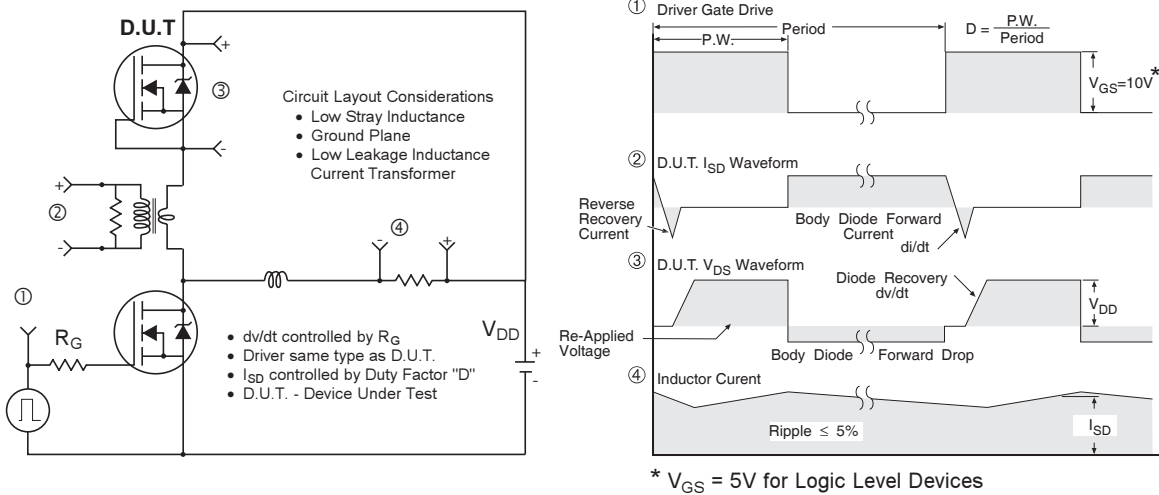 D.U.T
+
③
-
Circuit Layout Considerations
• Low Stray Inductance
• Ground Plane
• Low Leakage Inductance
Current Transformer
+
②
-
④
-
+
①
R_G
• dv/dt controlled by R_G
• Driver same type as D.U.T.
• I_SD controlled by Duty Factor "D"
• D.U.T. - Device Under Test
V_DD
+
-
① Driver Gate Drive
P.W.
Period
D = P.W.
Period
V_GS=10V*
② D.U.T. I_SD Waveform
Reverse
Recovery
Current
Body Diode Forward
Current
di/dt
③ D.U.T. V_DS Waveform
Diode Recovery
dv/dt
V_DD
Re-Applied
Voltage
Body Diode Forward Drop
④ Inductor Curent
Ripple ≤ 5%
I_SD
* V_GS = 5V for Logic Level Devices